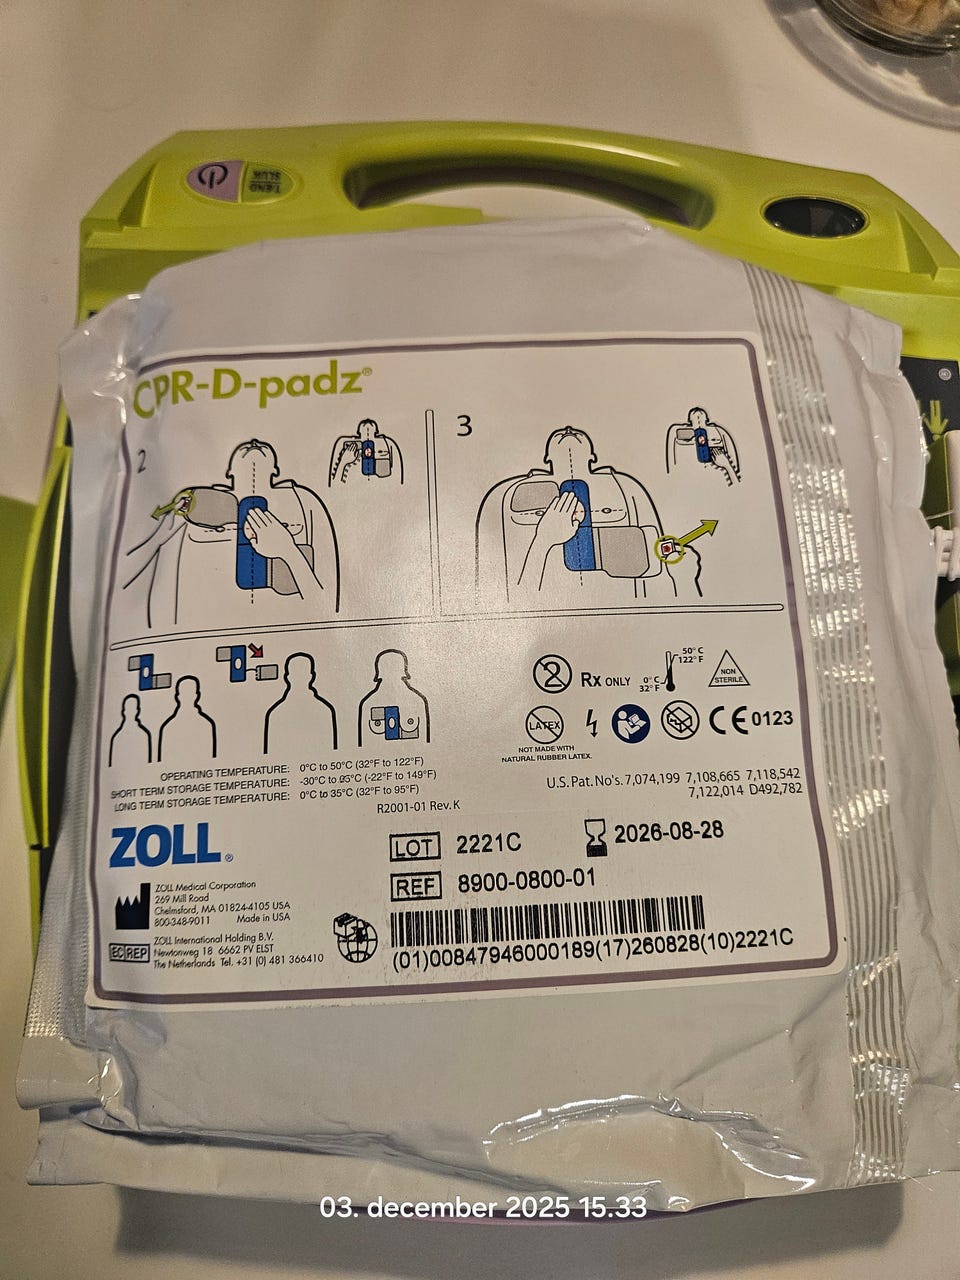 TÆND
SLUK
CPR-D-padz®
2
3
Rx ONLY
50° C
122° F
0° C
32° F
NON
STERILE
LATEX
NOT MADE WITH
NATURAL RUBBER LATEX.
CE 0123
OPERATING TEMPERATURE: 0°C to 50°C (32°F to 122°F)
SHORT TERM STORAGE TEMPERATURE: -30°C to 65°C (-22°F to 149°F)
LONG TERM STORAGE TEMPERATURE: 0°C to 35°C (32°F to 95°F)
R2001-01 Rev.K
U.S. Pat. No's. 7,074,199 7,108,665 7,118,542
7,122,014 D492,782
ZOLL®
LOT 2221C
2026-08-28
REF 8900-0800-01
ZOLL Medical Corporation
269 Mill Road
Chelmsford, MA 01824-4105 USA
800-348-9011 Made in USA
EC REP
ZOLL International Holding B.V.
Newtonweg 18 6662 PV ELST
The Netherlands Tel. +31 (0) 481 366410
(01)00847946000189(17)260828(10)2221C
03. december 2025 15.33